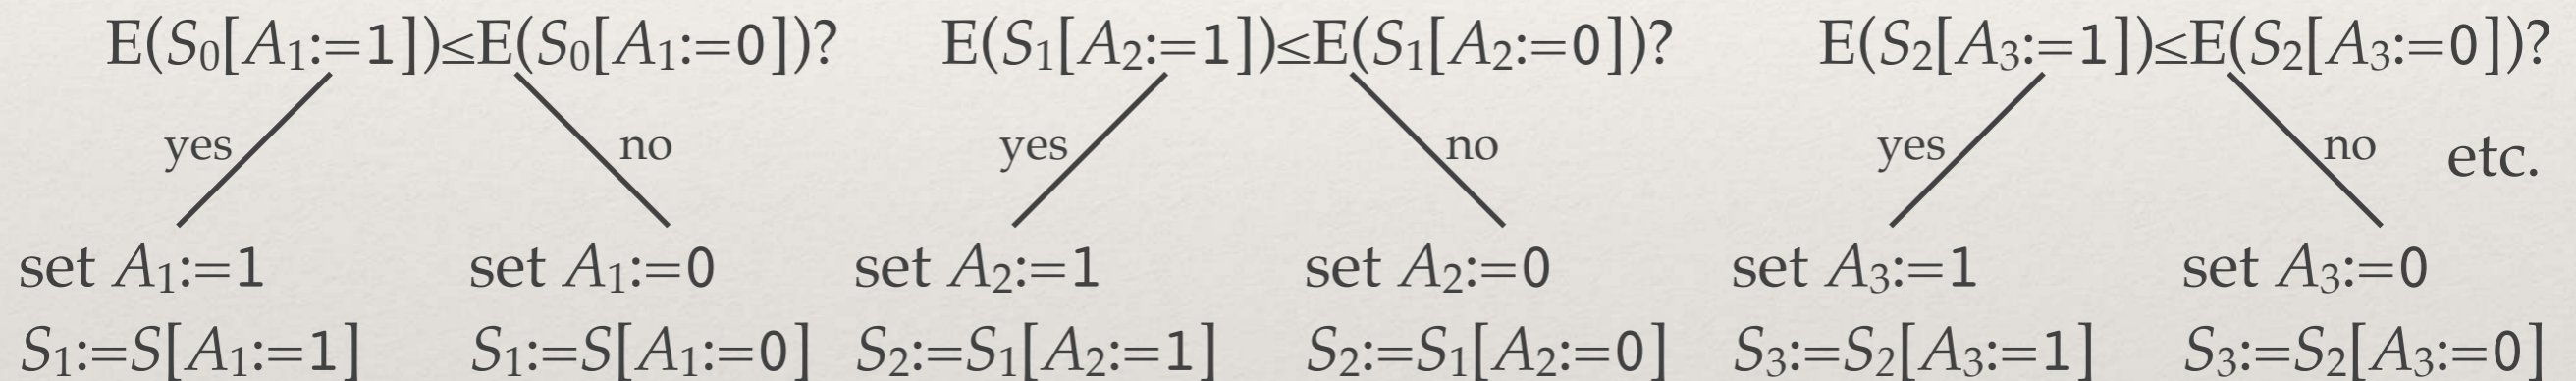 E(S₀[A₁:=1])≤E(S₀[A₁:=0])? E(S₁[A₂:=1])≤E(S₁[A₂:=0])? E(S₂[A₃:=1])≤E(S₂[A₃:=0])?
yes no yes no yes no etc.
set A₁:=1 set A₁:=0 set A₂:=1 set A₂:=0 set A₃:=1 set A₃:=0
S₁:=S[A₁:=1] S₁:=S[A₁:=0] S₂:=S₁[A₂:=1] S₂:=S₁[A₂:=0] S₃:=S₂[A₃:=1] S₃:=S₂[A₃:=0]